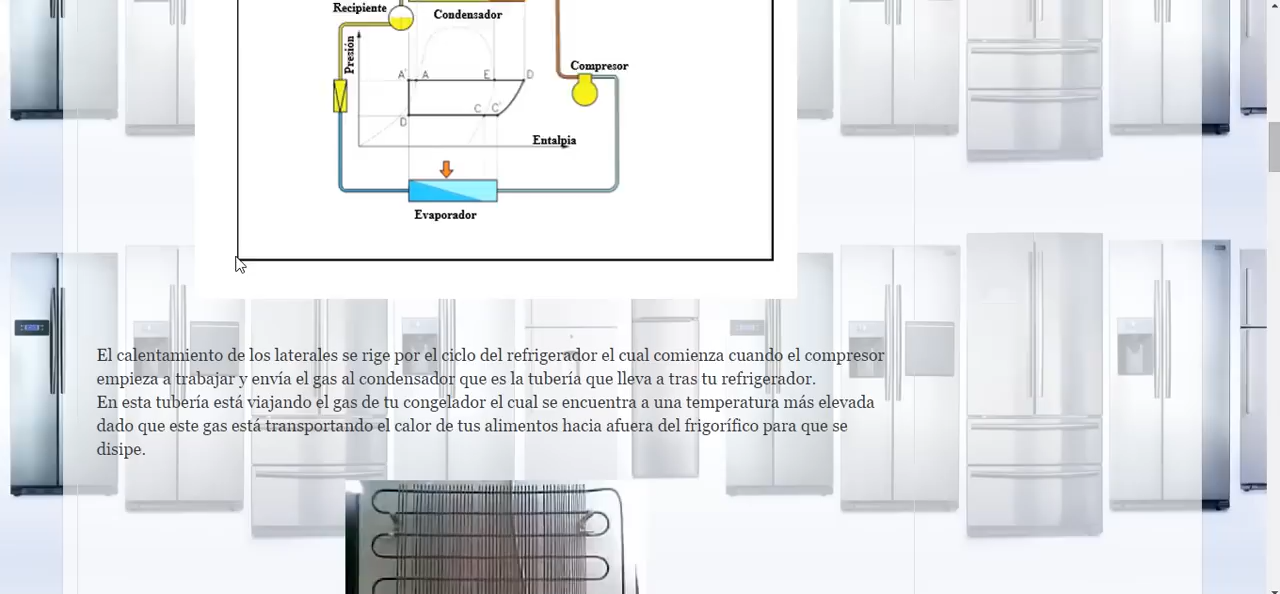 Recipiente
Condensador
Presión
Compresor
A' A E D
C C'
D
Entalpia
Evaporador
El calentamiento de los laterales se rige por el ciclo del refrigerador el cual comienza cuando el compresor
empieza a trabajar y envía el gas al condensador que es la tubería que lleva a tras tu refrigerador.
En esta tubería está viajando el gas de tu congelador el cual se encuentra a una temperatura más elevada
dado que este gas está transportando el calor de tus alimentos hacia afuera del frigorífico para que se
disipe.